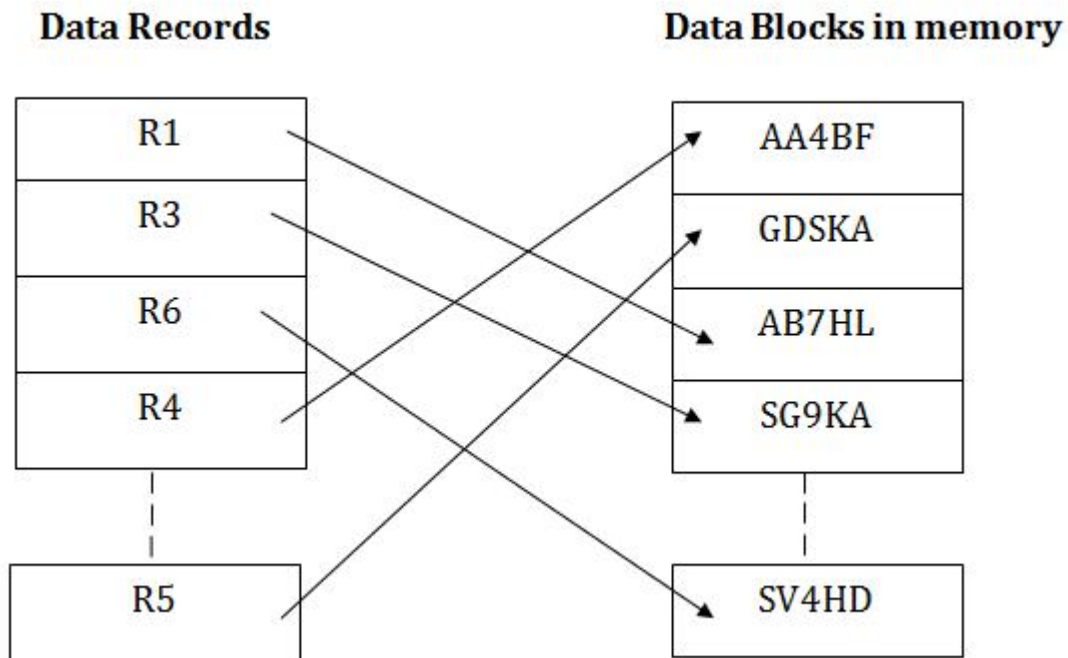 Data Records
Data Blocks in memory
R1
R3
R6
R4
R5
AA4BF
GDSKA
AB7HL
SG9KA
SV4HD